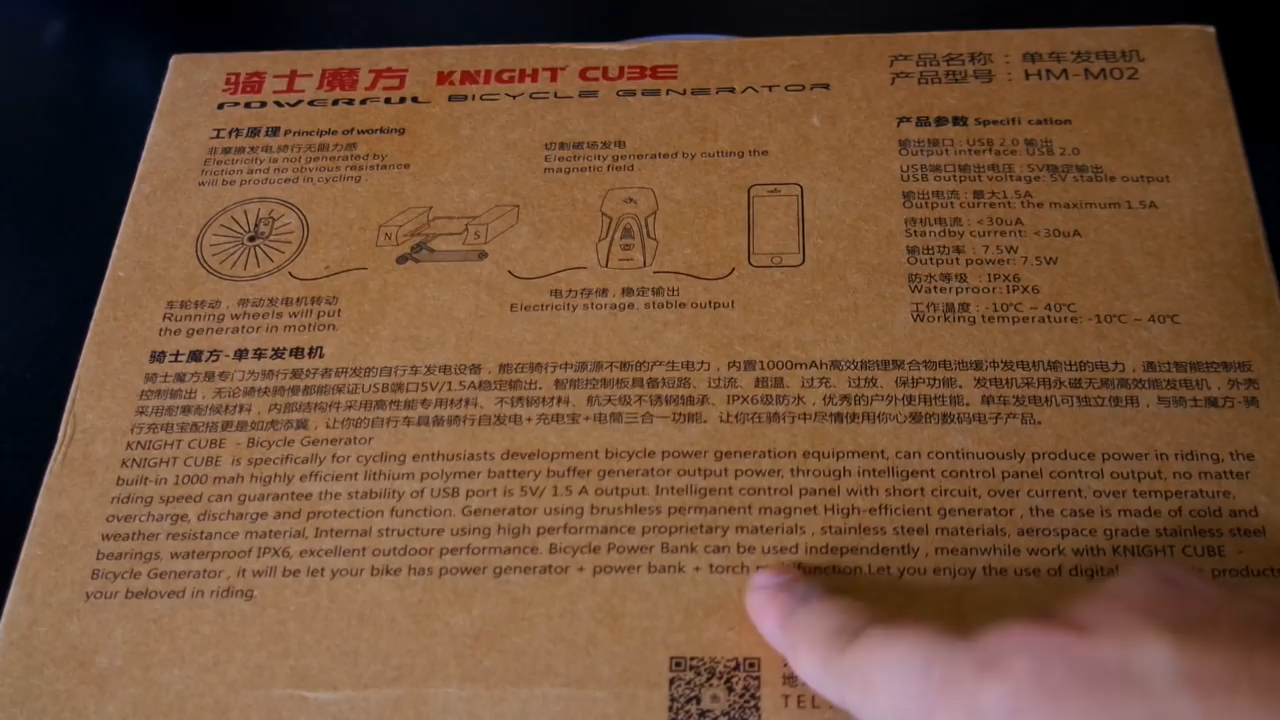 骑士魔方 KNIGHT CUBE
POWERFUL BICYCLE GENERATOR
产品名称：单车发电机
产品型号：HM-M02
工作原理 Principle of working
非摩擦发电,骑行无阻力感
Electricity is not generated by
friction and no obvious resistance
will be produced in cycling.
切割磁场发电
Electricity generated by cutting the
magnetic field.
N
S
车轮转动，带动发电机转动
Running wheels will put
the generator in motion.
电力存储，稳定输出
Electricity storage, stable output
产品参数 Specifi cation
输出接口：USB 2.0 输出
Output interface: USB 2.0
USB端口输出电压：5V稳定输出
USB output voltage: 5V stable output
输出电流：最大1.5A
Output current: the maximum 1.5A
待机电流：<30uA
Standby current: <30uA
输出功率：7.5W
Output power: 7.5W
防水等级：IPX6
Waterproof: IPX6
工作温度：-10℃ ~ 40℃
Working temperature: -10℃ ~ 40℃
骑士魔方-单车发电机
骑士魔方是专门为骑行爱好者研发的自行车发电设备，能在骑行中源源不断的产生电力，内置1000mAh高效能锂聚合物电池缓冲发电机输出的电力，通过智能控制板
控制输出，无论骑快骑慢都能保证USB端口5V/1.5A稳定输出。智能控制板具备短路、过流、超温、过充、过放、保护功能。发电机采用永磁无刷高效能发电机，外壳
采用耐寒耐候材料，内部结构件采用高性能专用材料、不锈钢材料、航天级不锈钢轴承、IPX6级防水，优秀的户外使用性能。单车发电机可独立使用，与骑士魔方-骑
行充电宝配搭更是如虎添翼，让你的自行车具备骑行自发电+充电宝+电筒三合一功能。让你在骑行中尽情使用你心爱的数码电子产品。
KNIGHT CUBE - Bicycle Generator
KNIGHT CUBE is specifically for cycling enthusiasts development bicycle power generation equipment, can continuously produce power in riding, the
built-in 1000 mah highly efficient lithium polymer battery buffer generator output power, through intelligent control panel control output, no matter
riding speed can guarantee the stability of USB port is 5V/ 1.5 A output. Intelligent control panel with short circuit, over current, over temperature,
overcharge, discharge and protection function. Generator using brushless permanent magnet High-efficient generator , the case is made of cold and
weather resistance material, Internal structure using high performance proprietary materials , stainless steel materials, aerospace grade stainless steel
bearings, waterproof IPX6, excellent outdoor performance. Bicycle Power Bank can be used independently , meanwhile work with KNIGHT CUBE -
Bicycle Generator , it will be let your bike has power generator + power bank + torch function.Let you enjoy the use of digital products
your beloved in riding.
TEL